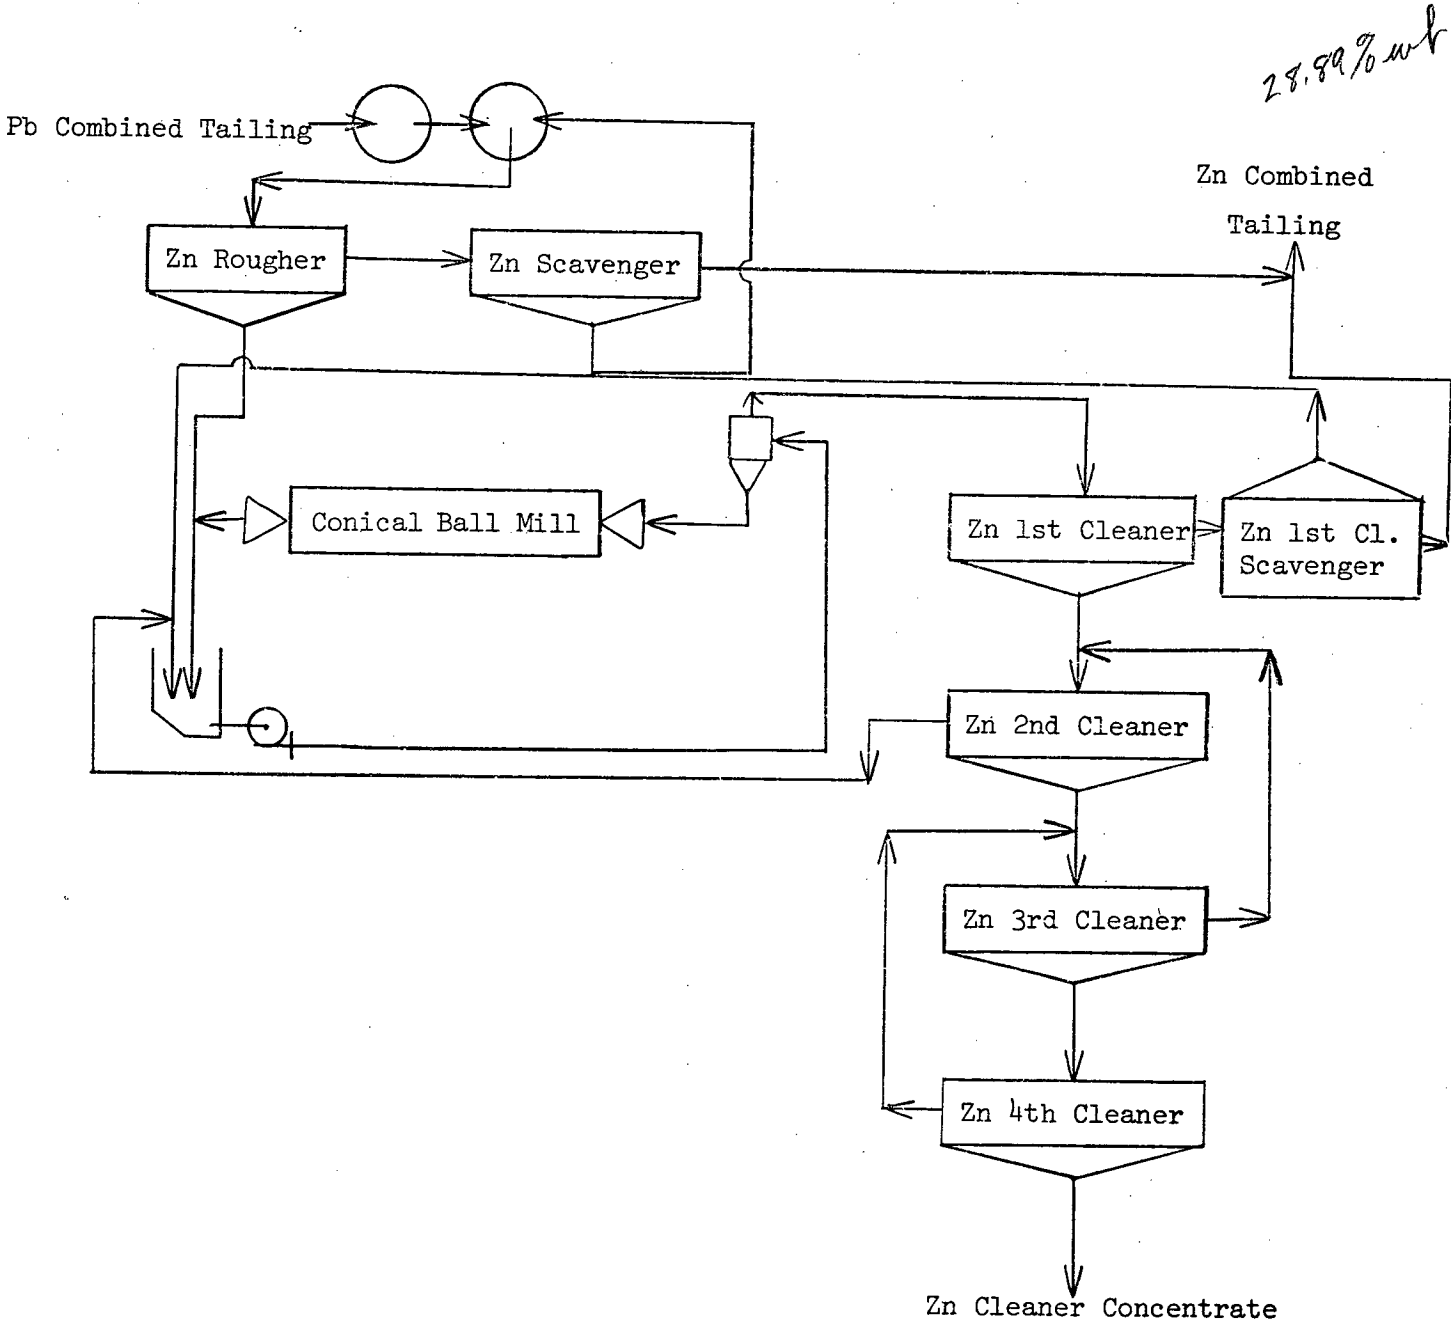 28.89% wt
Pb Combined Tailing
Zn Combined
Tailing
Zn Rougher
Zn Scavenger
Conical Ball Mill
Zn 1st Cleaner
Zn 1st Cl.
Scavenger
Zn 2nd Cleaner
Zn 3rd Cleaner
Zn 4th Cleaner
Zn Cleaner Concentrate